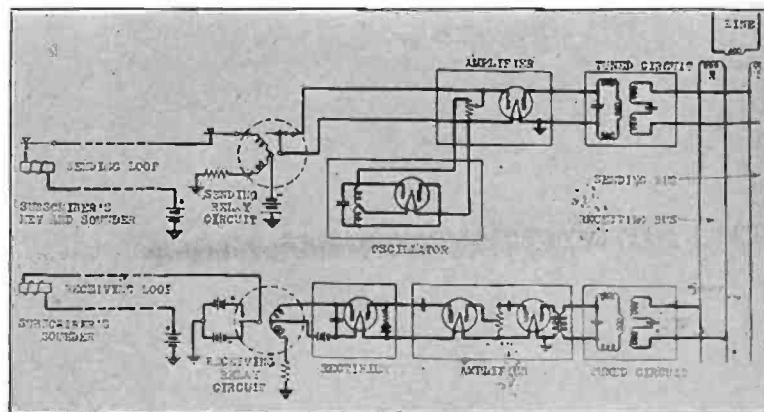 LINE
AMPLIFIER
TUNED CIRCUIT
SENDING LOOP
SUBSCRIBER'S
KEY AND SOUNDER
SENDING
RELAY
CIRCUIT
OSCILLATOR
SENDING BUS
RECEIVING BUS
RECEIVING LOOP
SUBSCRIBER'S
SOUNDER
RECEIVING
RELAY
CIRCUIT
RECTIFIER
AMPLIFIER
TUNED CIRCUIT